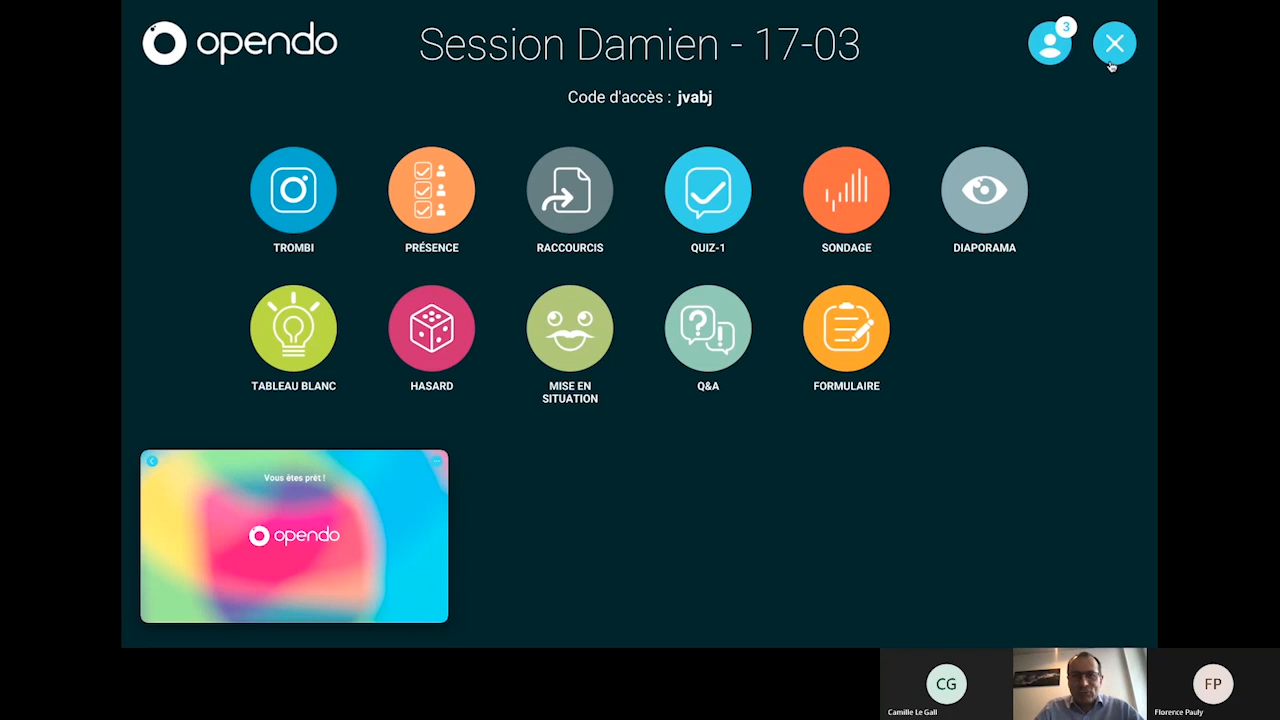 opendo
Session Damien - 17-03
3
Code d'accès : jvabj
TROMBI
PRÉSENCE
RACCOURCIS
QUIZ-1
SONDAGE
DIAPORAMA
TABLEAU BLANC
HASARD
MISE EN
SITUATION
Q&A
FORMULAIRE
Vous êtes prêt !
opendo
CG
FP
Camille Le Gall
Florence Pauly